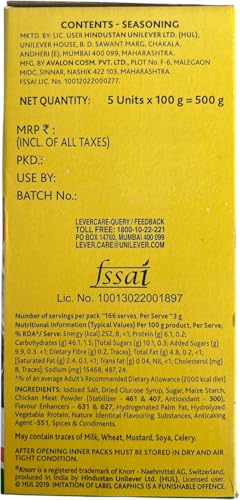 CONTENTS - SEASONING
MKTD. BY: LIC. USER HINDUSTAN UNILEVER LTD. (HUL),
UNILEVER HOUSE, B. D. SAWANT MARG, CHAKALA,
ANDHERI (E), MUMBAI 400 099, MAHARASHTRA.
MFG. BY AVALON COSM. PVT. LTD., PLOT No. F-6, MALEGAON
MIDC, SINNAR, NASHIK 422 103, MAHARASHTRA.
FSSAI LIC. No.: 10013022001897.
NET QUANTITY: 5 Units x 100 g = 500 g
MRP ₹ :
(INCL. OF ALL TAXES)
PKD.:
USE BY:
BATCH No.:
LEVERCARE-QUERY / FEEDBACK
TOLL FREE: 1800-10-22-221
PO BOX 14760, MUMBAI 400 099
LEVER.CARE@UNILEVER.COM
fssai
Lic. No. 10013022001897
Number of servings per pack ~166 serves, Per Serve ~3 g
Nutritional Information (Typical Values) Per 100 g product, Per Serve,
% RDA^/ Serve: Energy (kcal) 252, 8, <1; Protein (g) 6.1, 0.2;
Carbohydrates (g) 46.1, 1.5; [Total Sugars (g) 10.1, 0.3; Added Sugars (g)
9.9, 0.3, <1]; Dietary Fibre (g) 0.2, Traces]; Total Fat (g) 4.8, 0.2, <1;
[Saturated Fat (g) 2.4, 0.1, <1; Trans fat (g) 0.04, Nil, <1; Cholesterol (mg)
8, Traces]; Sodium (mg) 15468, 487, 24.
^% of an average Adult's Recommended Dietary Allowance (2000 kcal diet)
Ingredients: Iodized Salt, Dried Glucose Syrup, Sugar, Maize Starch,
Chicken Meat Powder (Stabilizer - 461 & 407, Antioxidant - 300),
Flavour Enhancers - 631 & 627, Hydrogenated Palm Fat, Hydrolyzed
Vegetable Protein, Nature Identical Flavouring Substances, Anticaking
Agent -551, Spices & Condiments.
May contain traces of Milk, Wheat, Mustard, Soya, Celery.
AFTER OPENING INNER PACKS MUST BE STORED IN DRY AND AIR
TIGHT CONDITION.
®Knorr is a registered trademark of Knorr - Naehrmittel AG, Switzerland,
produced in India by Hindustan Unilever Ltd. (HUL), licensed user.
© HUL 2019. IMITATION OF LABEL GRAPHICS IS A PUNISHABLE OFFENCE.